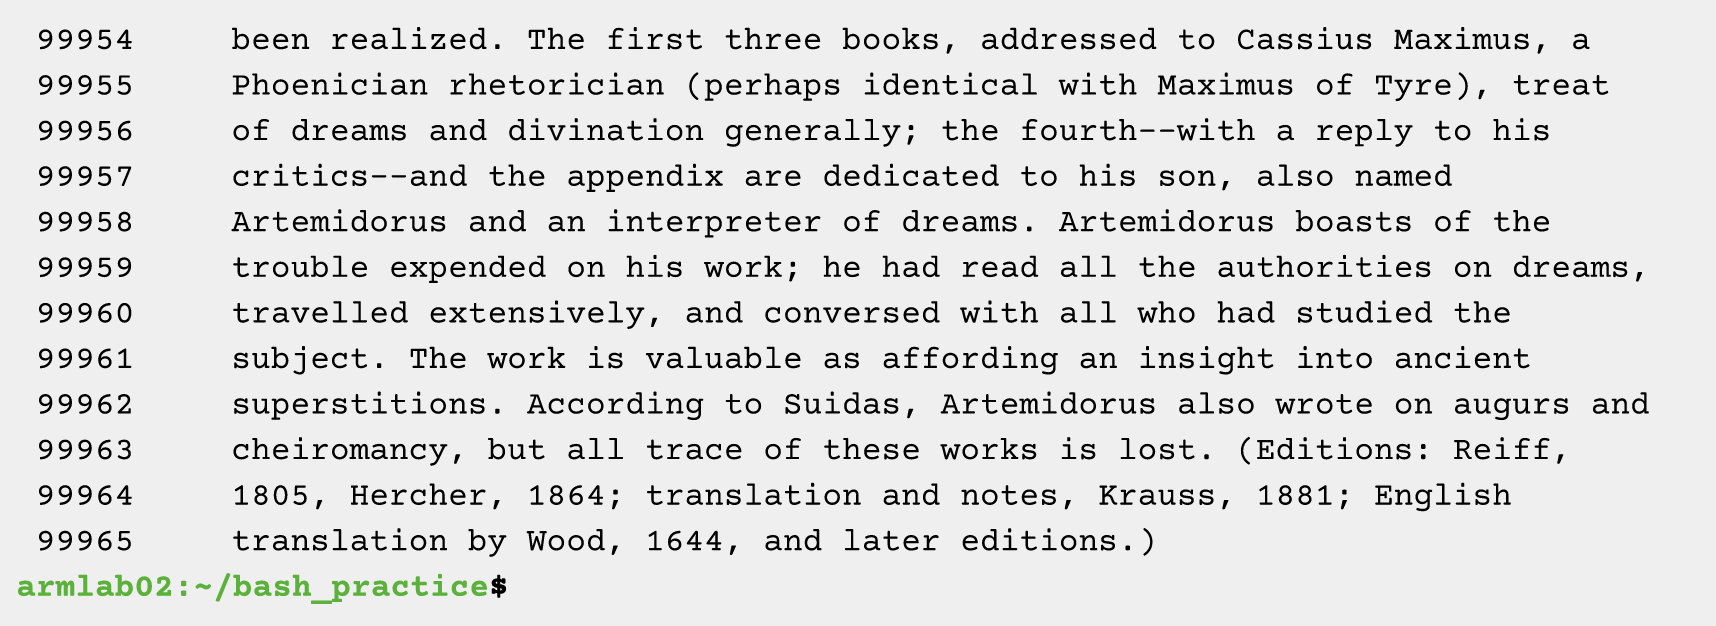 99954 been realized. The first three books, addressed to Cassius Maximus, a
99955 Phoenician rhetorician (perhaps identical with Maximus of Tyre), treat
99956 of dreams and divination generally; the fourth--with a reply to his
99957 critics--and the appendix are dedicated to his son, also named
99958 Artemidorus and an interpreter of dreams. Artemidorus boasts of the
99959 trouble expended on his work; he had read all the authorities on dreams,
99960 travelled extensively, and conversed with all who had studied the
99961 subject. The work is valuable as affording an insight into ancient
99962 superstitions. According to Suidas, Artemidorus also wrote on augurs and
99963 cheiromancy, but all trace of these works is lost. (Editions: Reiff,
99964 1805, Hercher, 1864; translation and notes, Krauss, 1881; English
99965 translation by Wood, 1644, and later editions.)
armlab02:~/bash_practice$